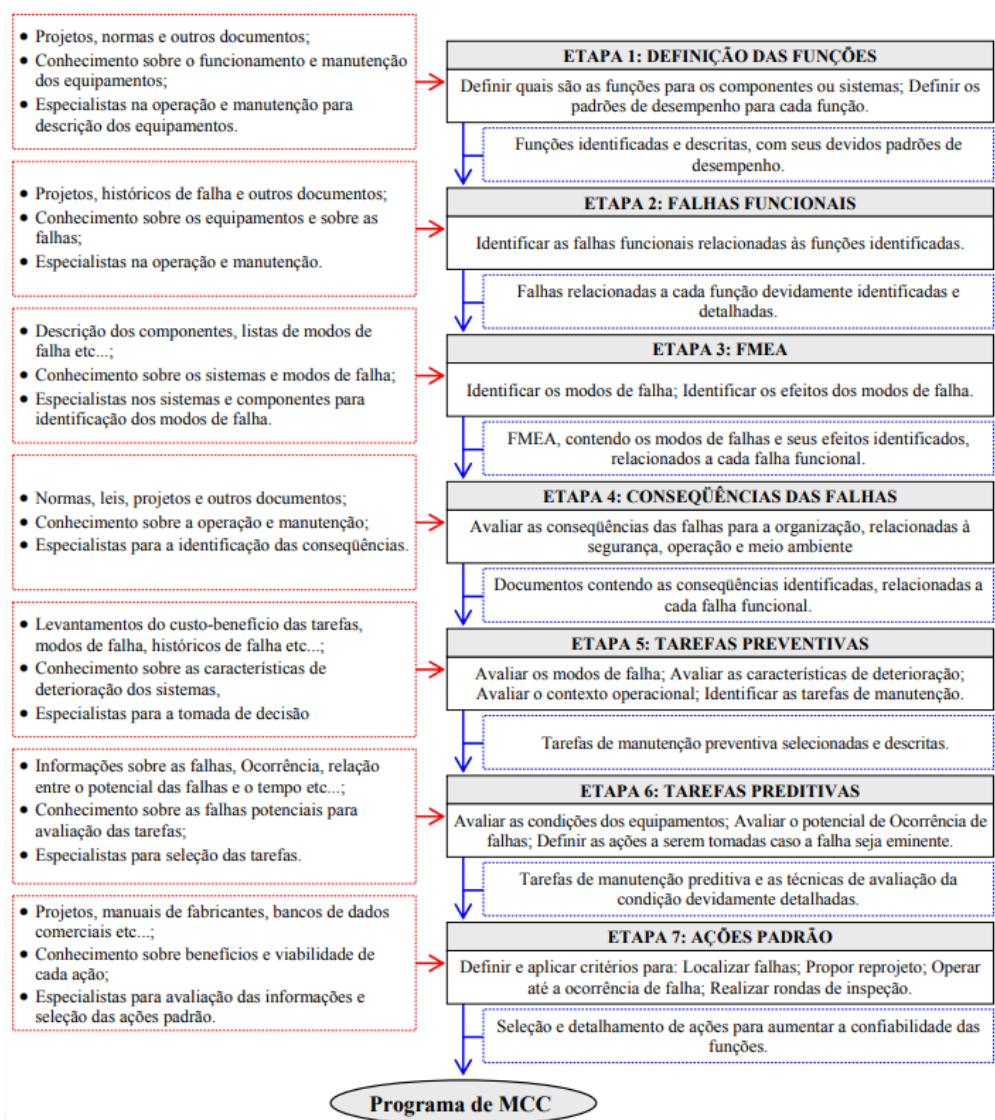 • Projetos, normas e outros documentos;
• Conhecimento sobre o funcionamento e manutenção
dos equipamentos;
• Especialistas na operação e manutenção para
descrição dos equipamentos.
ETAPA 1: DEFINIÇÃO DAS FUNÇÕES
Definir quais são as funções para os componentes ou sistemas; Definir os
padrões de desempenho para cada função.
Funções identificadas e descritas, com seus devidos padrões de
desempenho.
• Projetos, históricos de falha e outros documentos;
• Conhecimento sobre os equipamentos e sobre as
falhas;
• Especialistas na operação e manutenção.
ETAPA 2: FALHAS FUNCIONAIS
Identificar as falhas funcionais relacionadas às funções identificadas.
Falhas relacionadas a cada função devidamente identificadas e
detalhadas.
• Descrição dos componentes, listas de modos de
falha etc...;
• Conhecimento sobre os sistemas e modos de falha;
• Especialistas nos sistemas e componentes para
identificação dos modos de falha.
ETAPA 3: FMEA
Identificar os modos de falha; Identificar os efeitos dos modos de falha.
FMEA, contendo os modos de falhas e seus efeitos identificados,
relacionados a cada falha funcional.
• Normas, leis, projetos e outros documentos;
• Conhecimento sobre a operação e manutenção;
• Especialistas para a identificação das conseqüências.
ETAPA 4: CONSEQÜÊNCIAS DAS FALHAS
Avaliar as conseqüências das falhas para a organização, relacionadas à
segurança, operação e meio ambiente
Documentos contendo as conseqüências identificadas, relacionadas a
cada falha funcional.
• Levantamentos do custo-benefício das tarefas,
modos de falha, históricos de falha etc...;
• Conhecimento sobre as características de
deterioração dos sistemas,
• Especialistas para a tomada de decisão
ETAPA 5: TAREFAS PREVENTIVAS
Avaliar os modos de falha; Avaliar as características de deterioração;
Avaliar o contexto operacional; Identificar as tarefas de manutenção.
Tarefas de manutenção preventiva selecionadas e descritas.
• Informações sobre as falhas, Ocorrência, relação
entre o potencial das falhas e o tempo etc...;
• Conhecimento sobre as falhas potenciais para
avaliação das tarefas;
• Especialistas para seleção das tarefas.
ETAPA 6: TAREFAS PREDITIVAS
Avaliar as condições dos equipamentos; Avaliar o potencial de Ocorrência de
falhas; Definir as ações a serem tomadas caso a falha seja eminente.
Tarefas de manutenção preditiva e as técnicas de avaliação da
condição devidamente detalhadas.
• Projetos, manuais de fabricantes, bancos de dados
comerciais etc...;
• Conhecimento sobre benefícios e viabilidade de
cada ação;
• Especialistas para avaliação das informações e
seleção das ações padrão.
ETAPA 7: AÇÕES PADRÃO
Definir e aplicar critérios para: Localizar falhas; Propor reprojeto; Operar
até a ocorrência de falha; Realizar rondas de inspeção.
Seleção e detalhamento de ações para aumentar a confiabilidade das
funções.
Programa de MCC